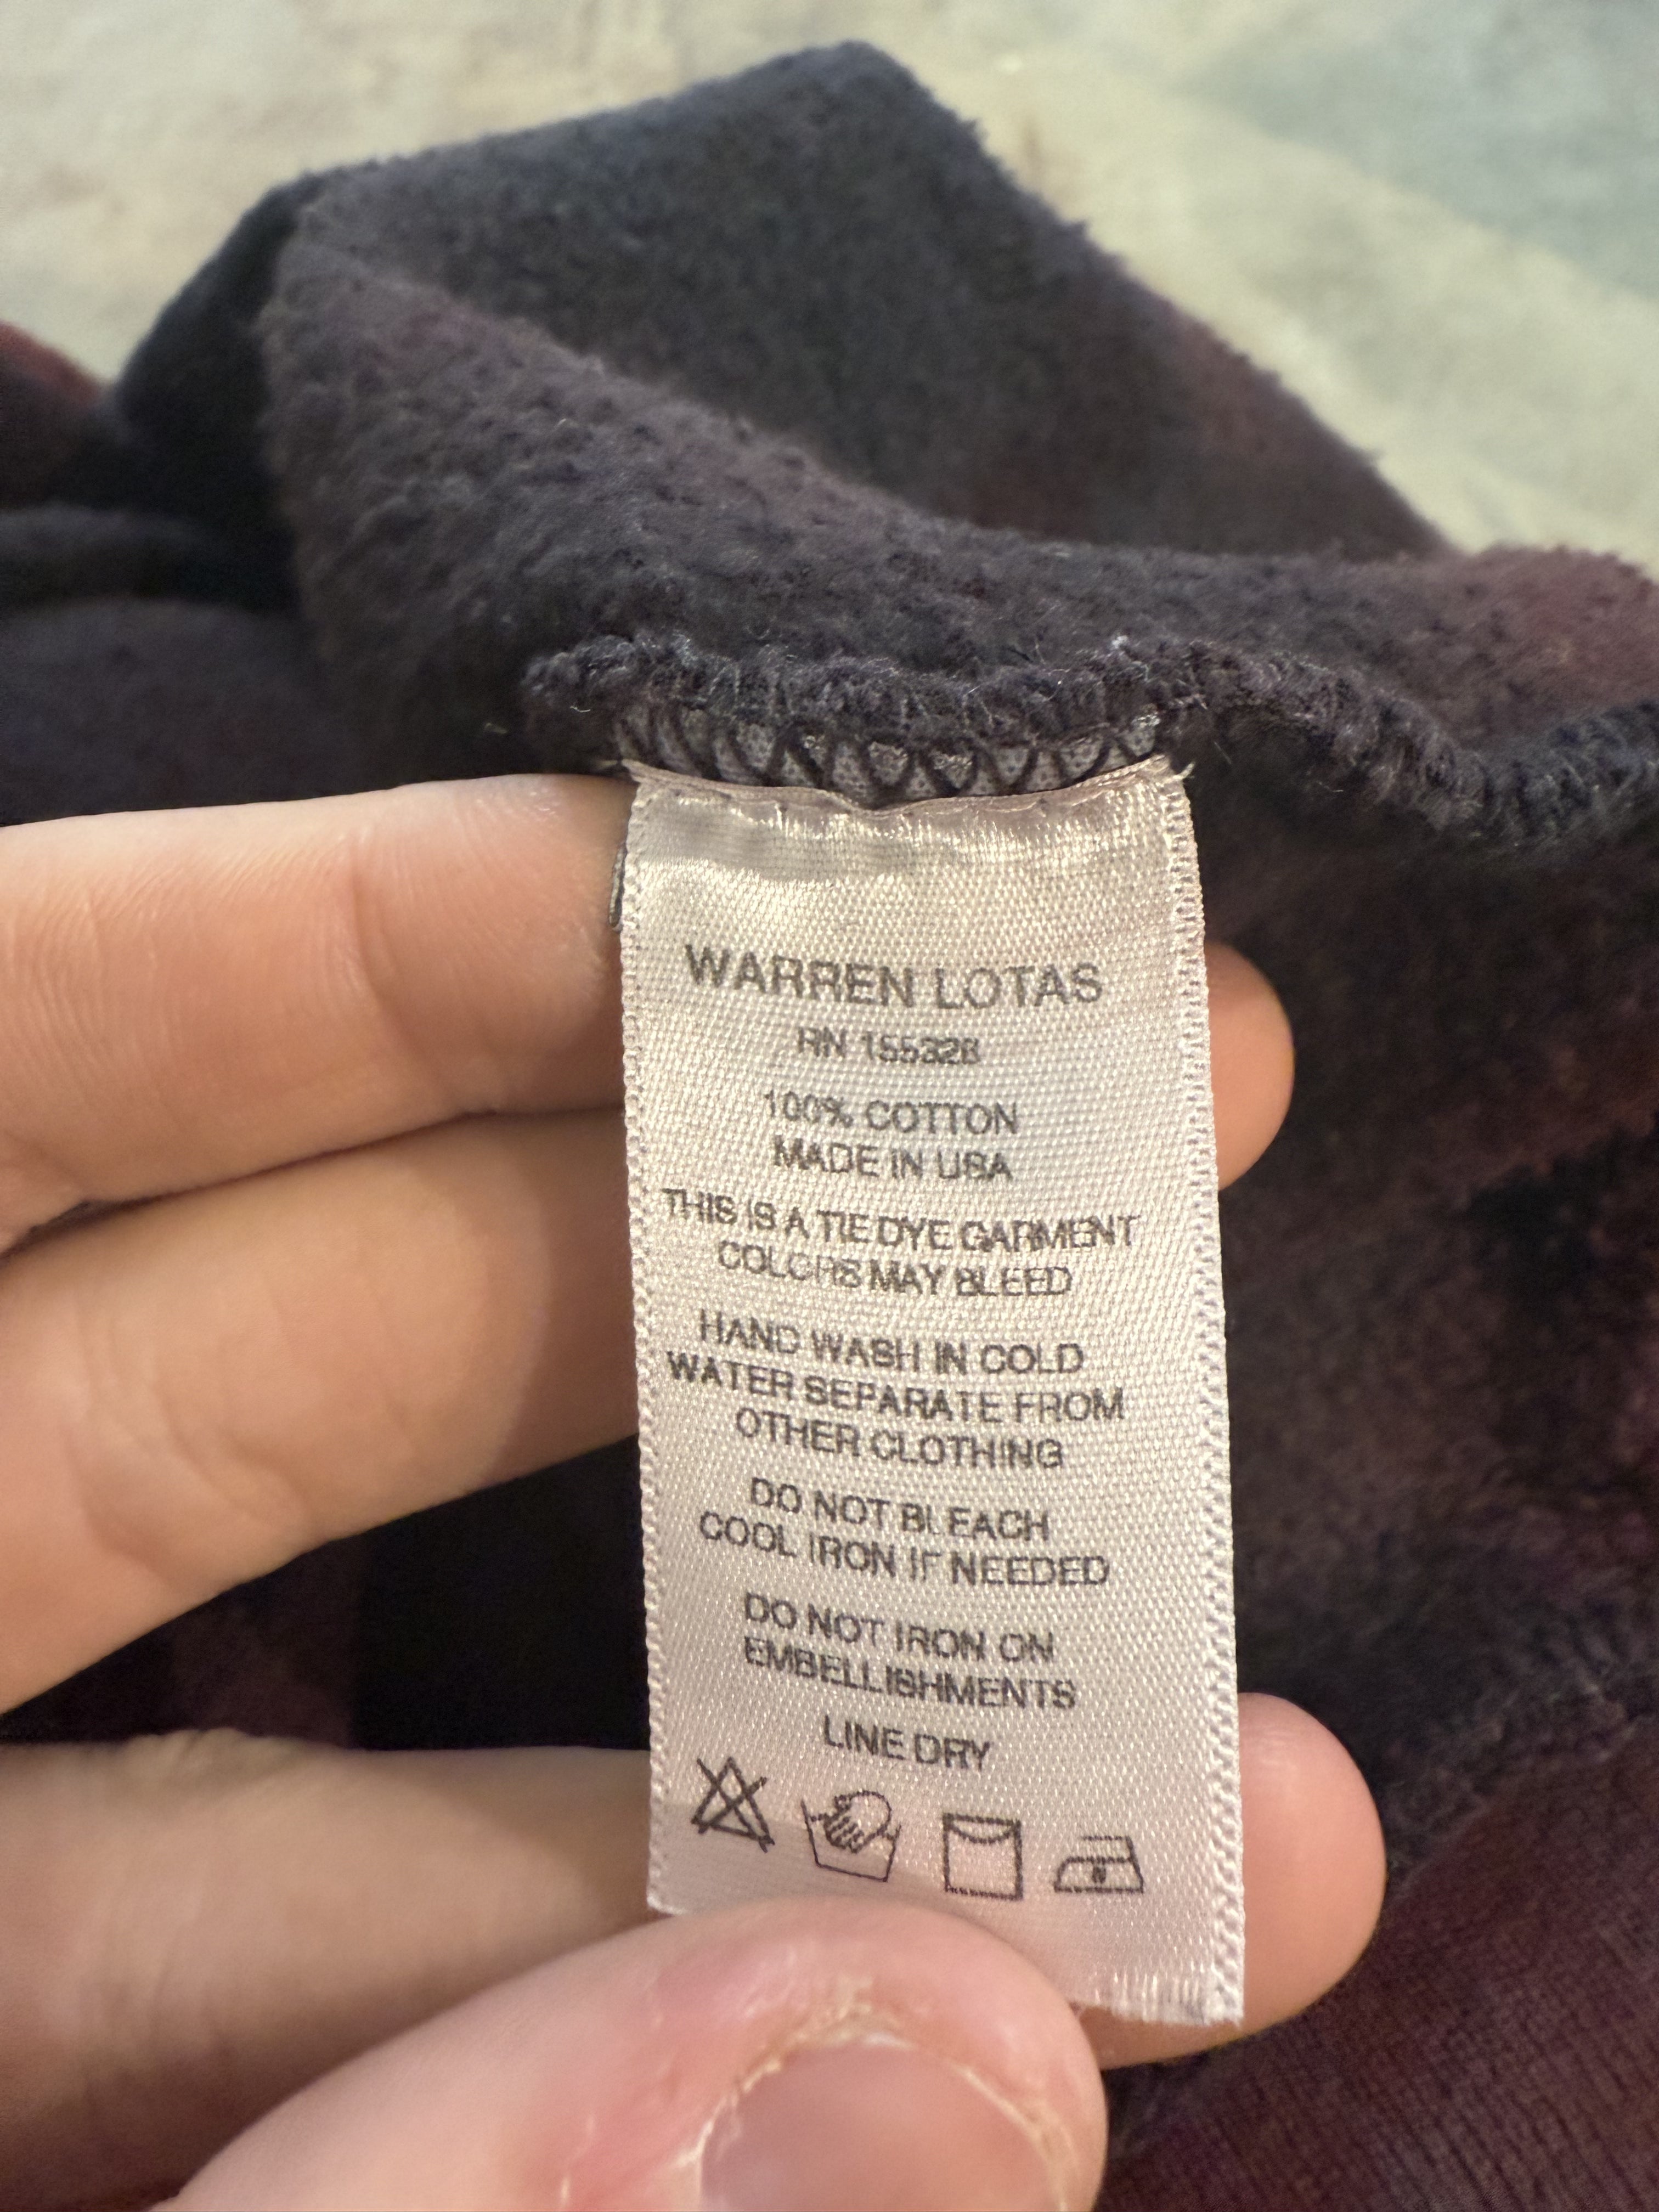 WARREN LOTAS
RN 155328
100% COTTON
MADE IN USA
THIS IS A TIE DYE GARMENT
COLORS MAY BLEED
HAND WASH IN COLD
WATER SEPARATE FROM
OTHER CLOTHING
DO NOT BLEACH
COOL IRON IF NEEDED
DO NOT IRON ON
EMBELLISHMENTS
LINE DRY